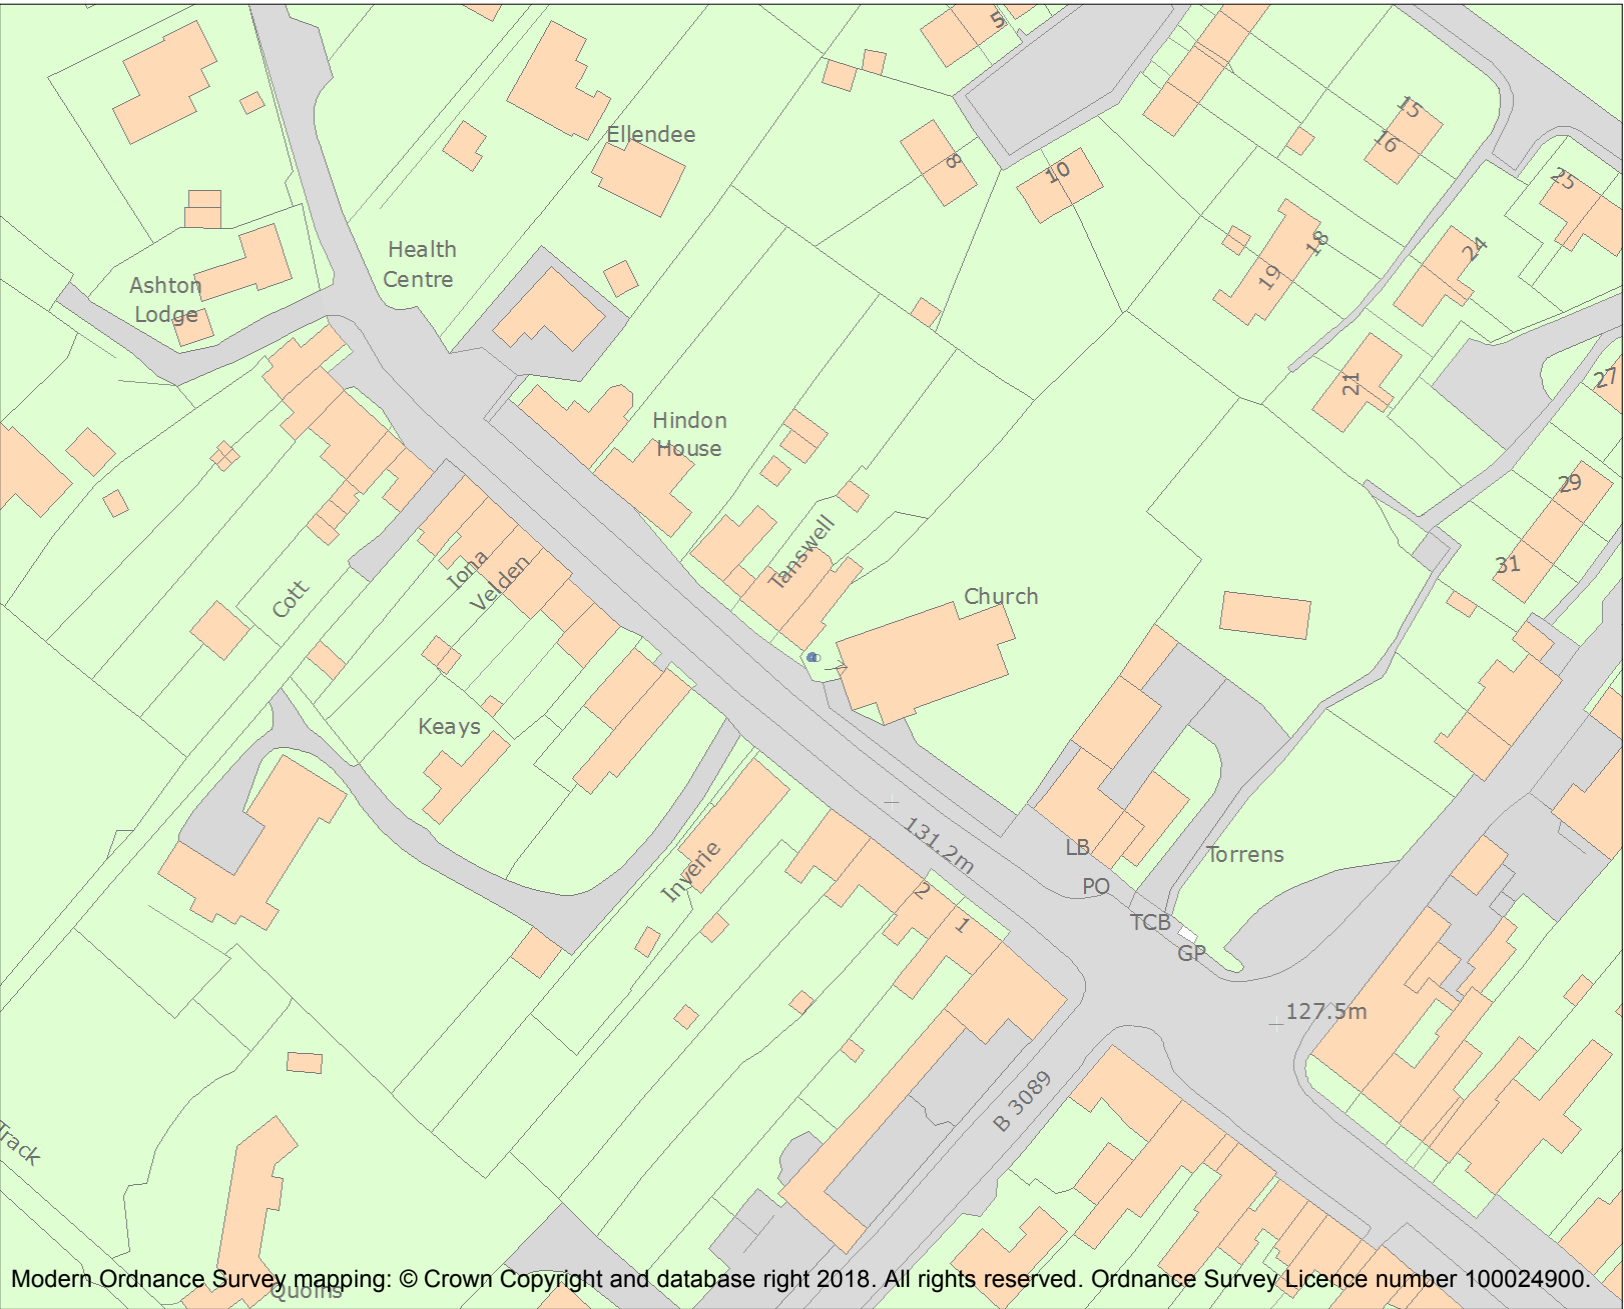 5
15
16
8
10
25
Ellendee
18
24
19
Health
Centre
Ashton
Lodge
21
27
Hindon
House
29
Tanswell
31
Iona
Velden
Cott
Church
Keays
131.2m
LB
Torrens
Inverie
PO
2
1
TCB
GP
127.5m
B 3089
Track
Quoins
Modern Ordnance Survey mapping: © Crown Copyright and database right 2018. All rights reserved. Ordnance Survey Licence number 100024900.